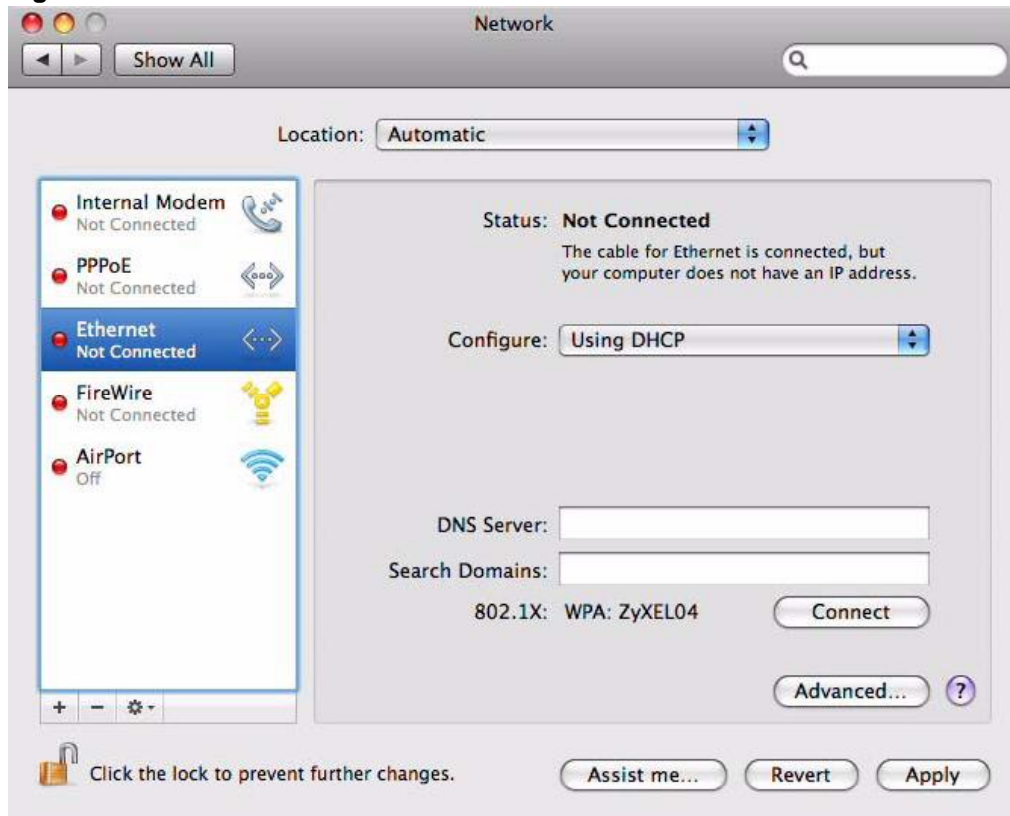 Network
Show All
Location: Automatic
Internal Modem
Not Connected
PPPoE
Not Connected
Ethernet
Not Connected
FireWire
Not Connected
AirPort
Off
Status: Not Connected
The cable for Ethernet is connected, but
your computer does not have an IP address.
Configure: Using DHCP
DNS Server:
Search Domains:
802.1X: WPA: ZyXEL04 Connect
Advanced... ?
+ −
Click the lock to prevent further changes.
Assist me... Revert Apply